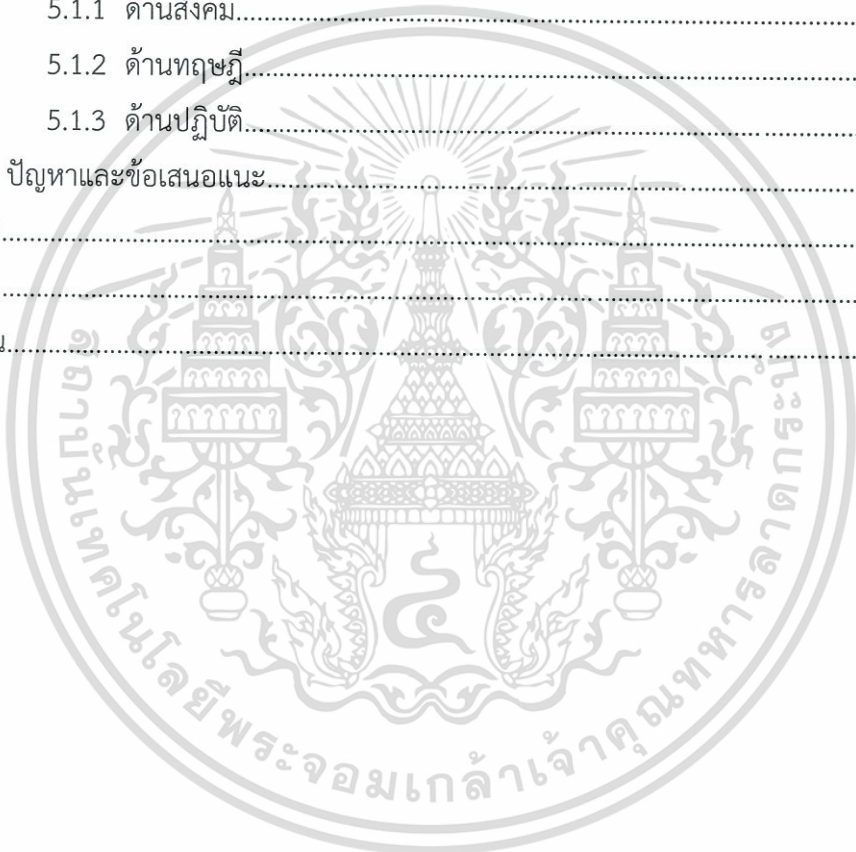 5.1.1 ด้านสังคม
5.1.2 ด้านทฤษฎี
5.1.3 ด้านปฏิบัติ
ปัญหาและข้อเสนอแนะ
สถาบันเทคโนโลยีพระจอมเกล้าเจ้าคุณทหารลาดกระบัง
๔